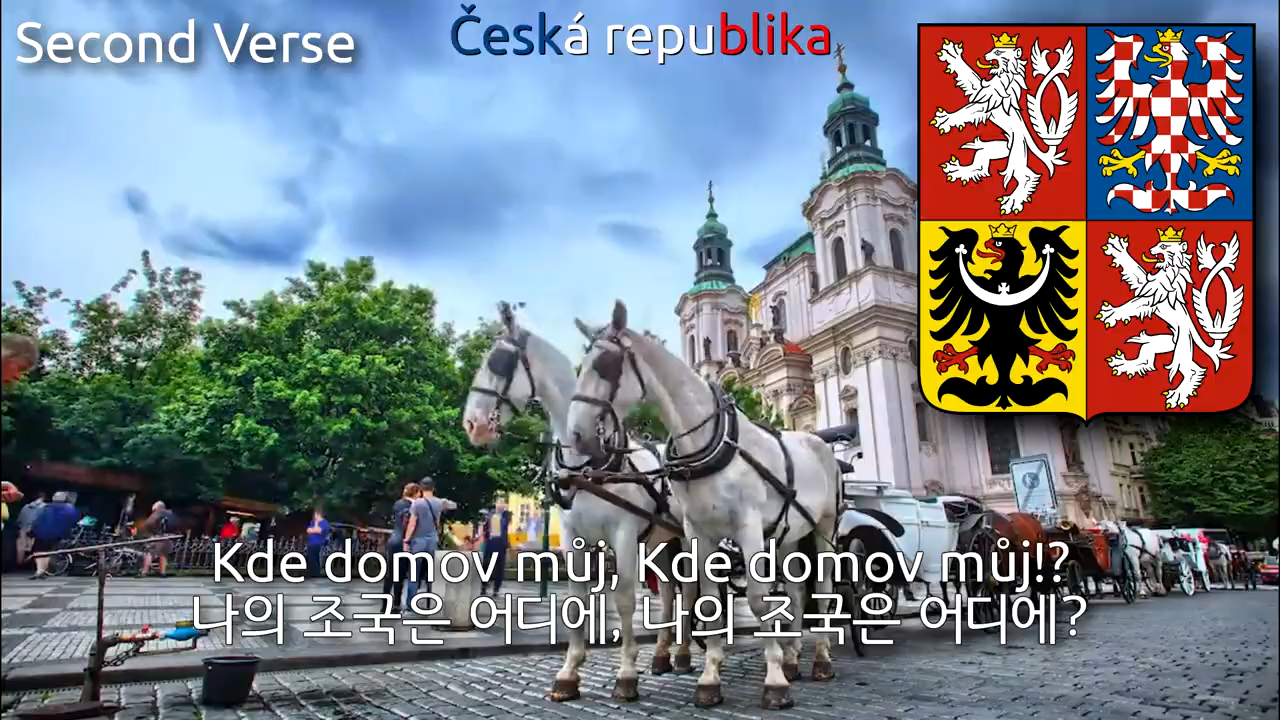 Second Verse
Česká republika
Kde domov můj, Kde domov můj!?
나의 조국은 어디에, 나의 조국은 어디에?